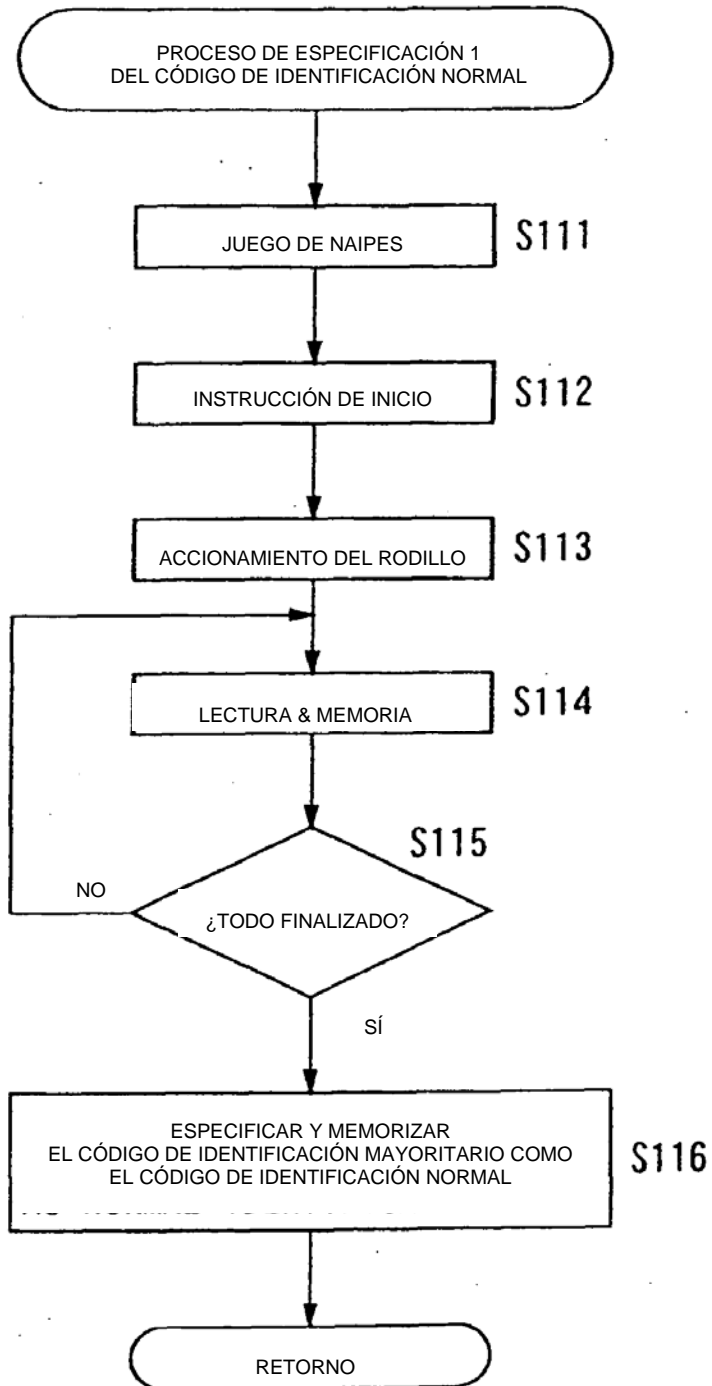 PROCESO DE ESPECIFICACIÓN 1
DEL CÓDIGO DE IDENTIFICACIÓN NORMAL
JUEGO DE NAIPES
S111
INSTRUCCIÓN DE INICIO
S112
ACCIONAMIENTO DEL RODILLO
S113
LECTURA & MEMORIA
S114
S115
NO
¿TODO FINALIZADO?
SÍ
ESPECIFICAR Y MEMORIZAR
EL CÓDIGO DE IDENTIFICACIÓN MAYORITARIO COMO
EL CÓDIGO DE IDENTIFICACIÓN NORMAL
S116
RETORNO